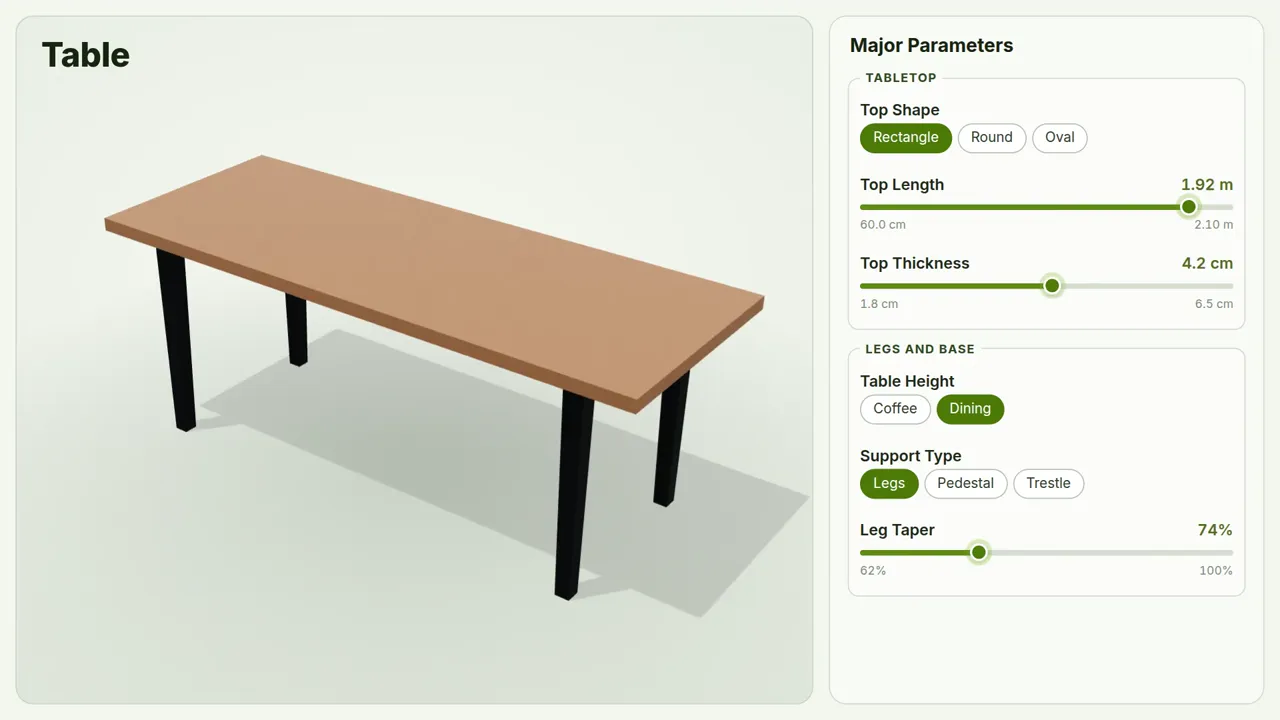 Table
Major Parameters
TABLETOP
Top Shape
Rectangle Round Oval
Top Length 1.92 m
60.0 cm 2.10 m
Top Thickness 4.2 cm
1.8 cm 6.5 cm
LEGS AND BASE
Table Height
Coffee Dining
Support Type
Legs Pedestal Trestle
Leg Taper 74%
62% 100%